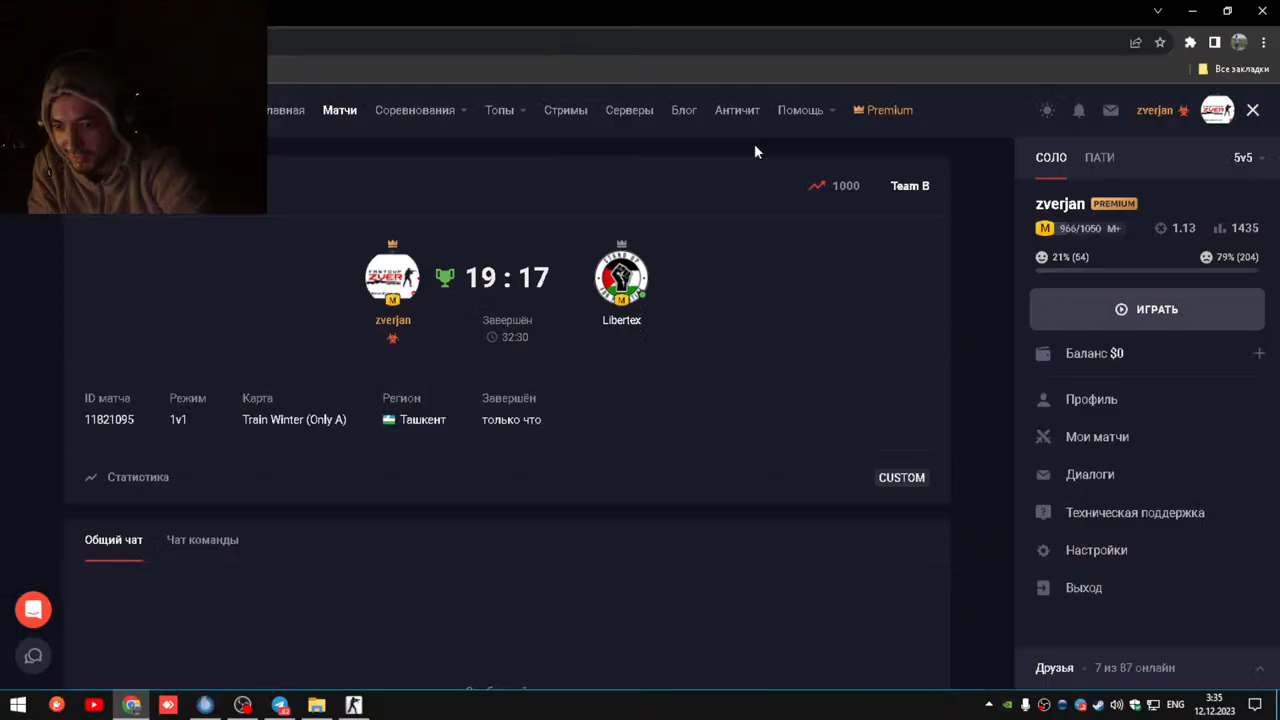 Все закладки
лавная Матчи Соревнования Топы Стримы Серверы Блог Античит Помощь Premium
zverjan
СОЛО ПАТИ 5v5
1000 Team B
zverjan PREMIUM
M 966/1050 M+ 1.13 1435
21% (54) 79% (204)
19 : 17
M M
zverjan Завершён Libertex
32:30
ИГРАТЬ
Баланс $0
ID матча Режим Карта Регион Завершён
11821095 1v1 Train Winter (Only A) Ташкент только что
Профиль
Мои матчи
Статистика CUSTOM
Диалоги
Техническая поддержка
Общий чат Чат команды
Настройки
Выход
Друзья • 7 из 87 онлайн
ENG
3:35
12.12.2023